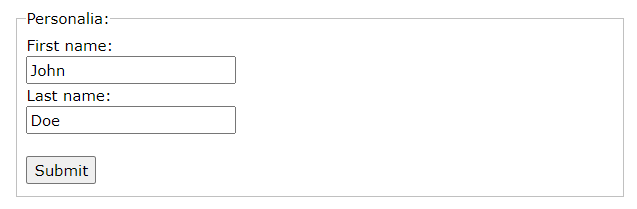 Personalia:
First name:
John
Last name:
Doe
Submit